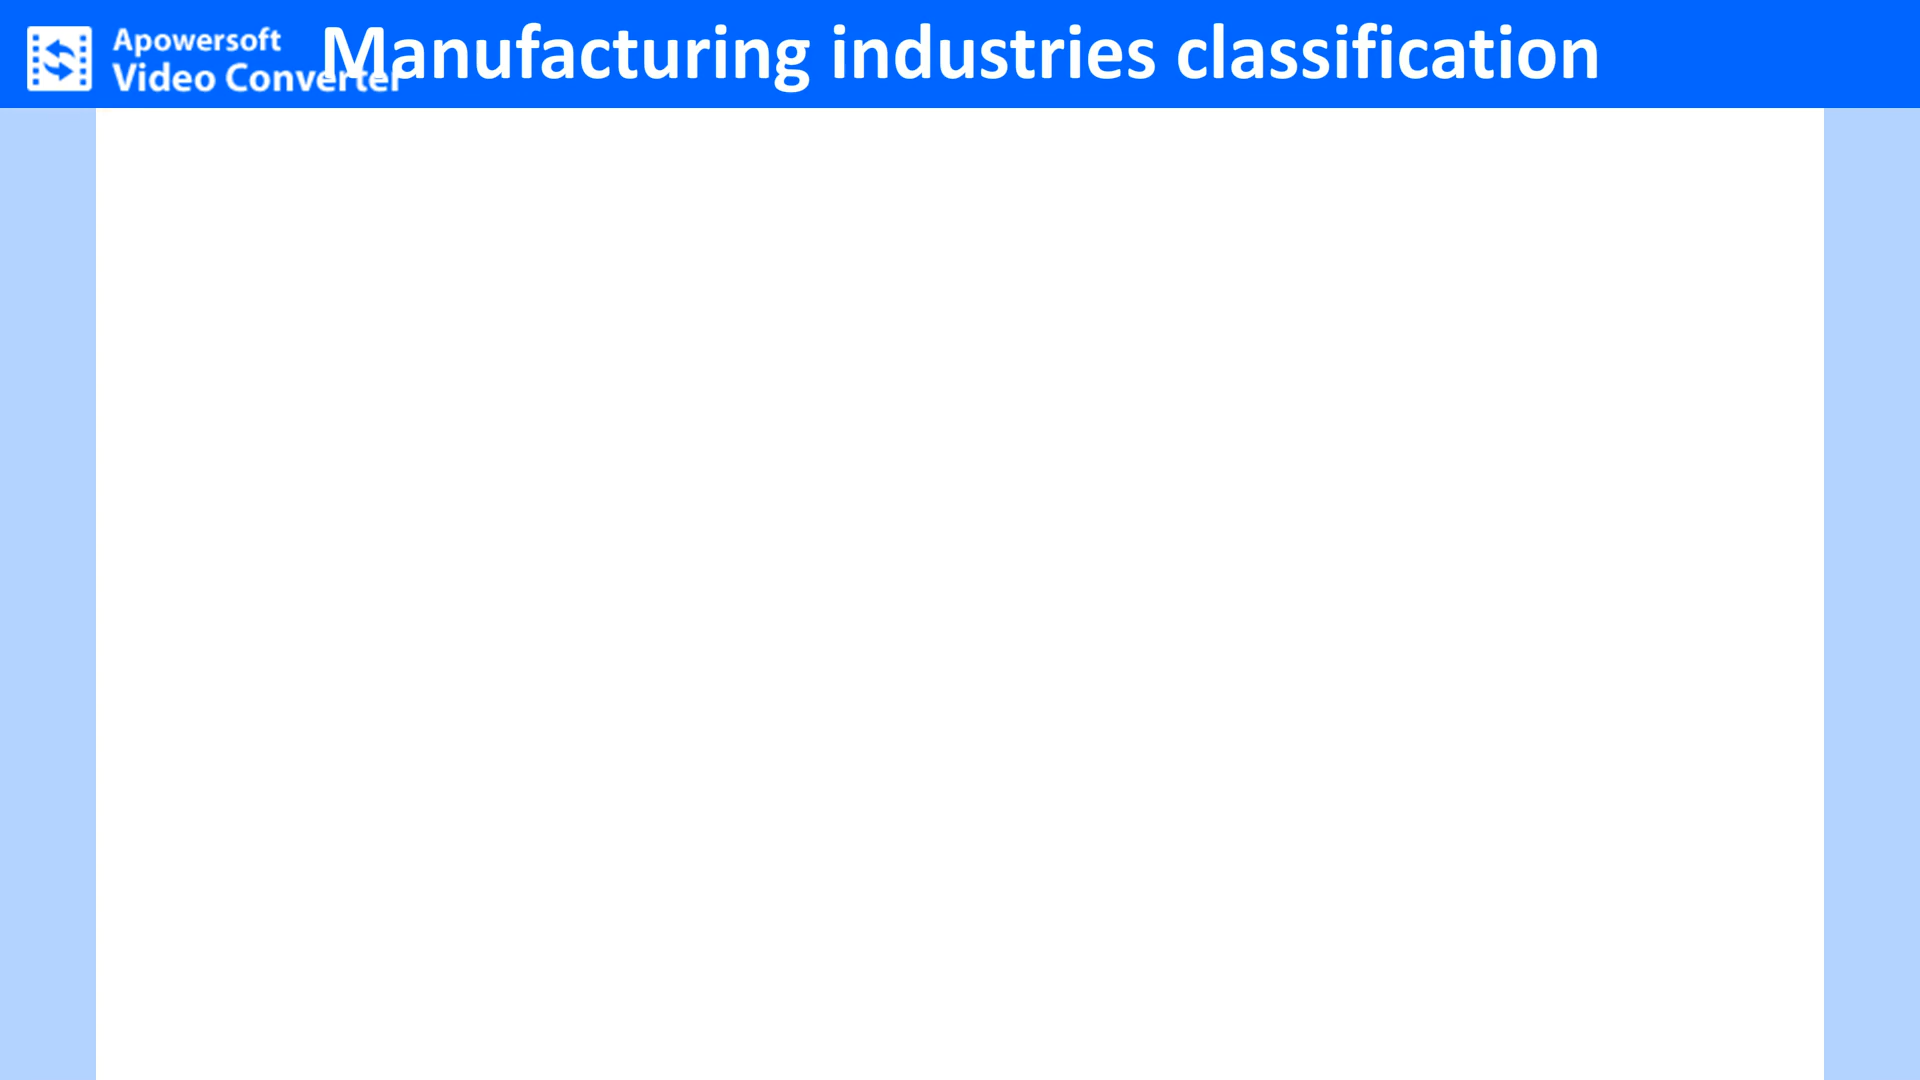 Apowersoft
Video Converter
Manufacturing industries classification